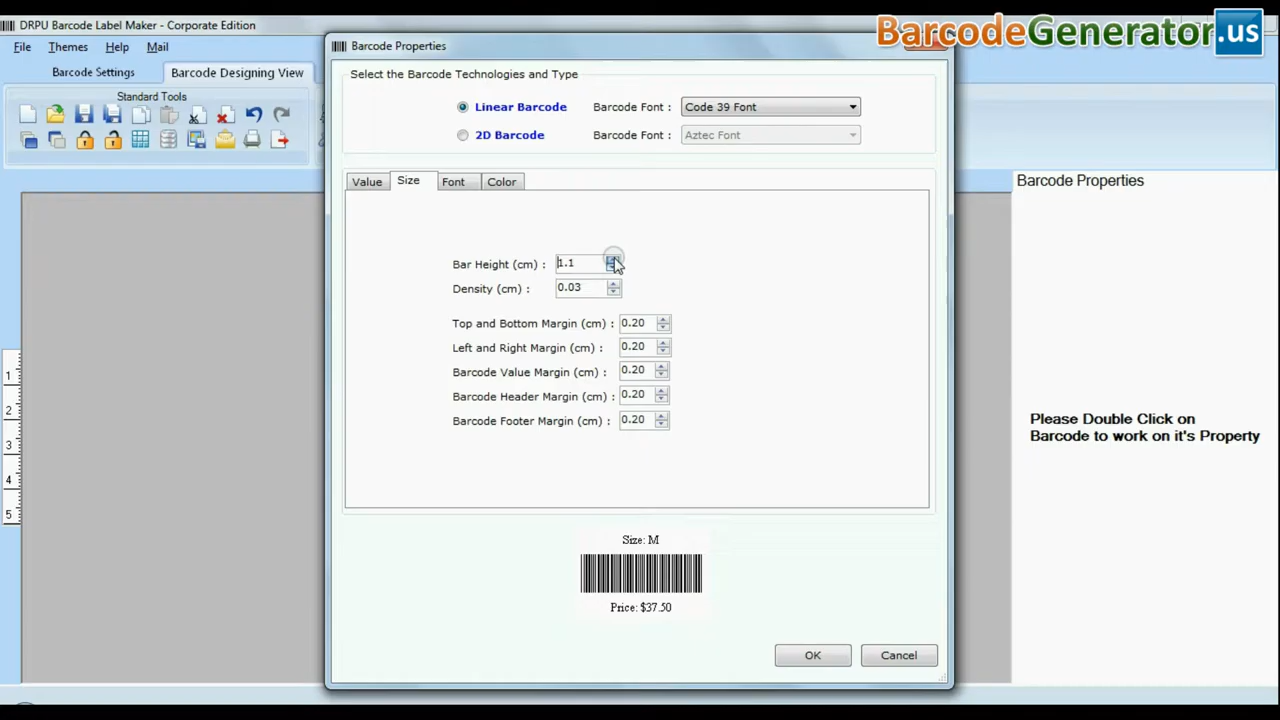 DRPU Barcode Label Maker - Corporate Edition
BarcodeGenerator.us
File Themes Help Mail
Barcode Settings Barcode Designing View
Standard Tools
Barcode Properties
Select the Barcode Technologies and Type
Linear Barcode Barcode Font : Code 39 Font
2D Barcode Barcode Font : Aztec Font
Value Size Font Color
Bar Height (cm) : 1.1
Density (cm) : 0.03
Top and Bottom Margin (cm) : 0.20
Left and Right Margin (cm) : 0.20
Barcode Value Margin (cm) : 0.20
Barcode Header Margin (cm) : 0.20
Barcode Footer Margin (cm) : 0.20
Size: M
Price: $37.50
OK Cancel
Barcode Properties
Please Double Click on
Barcode to work on it's Property
1
2
3
4
5